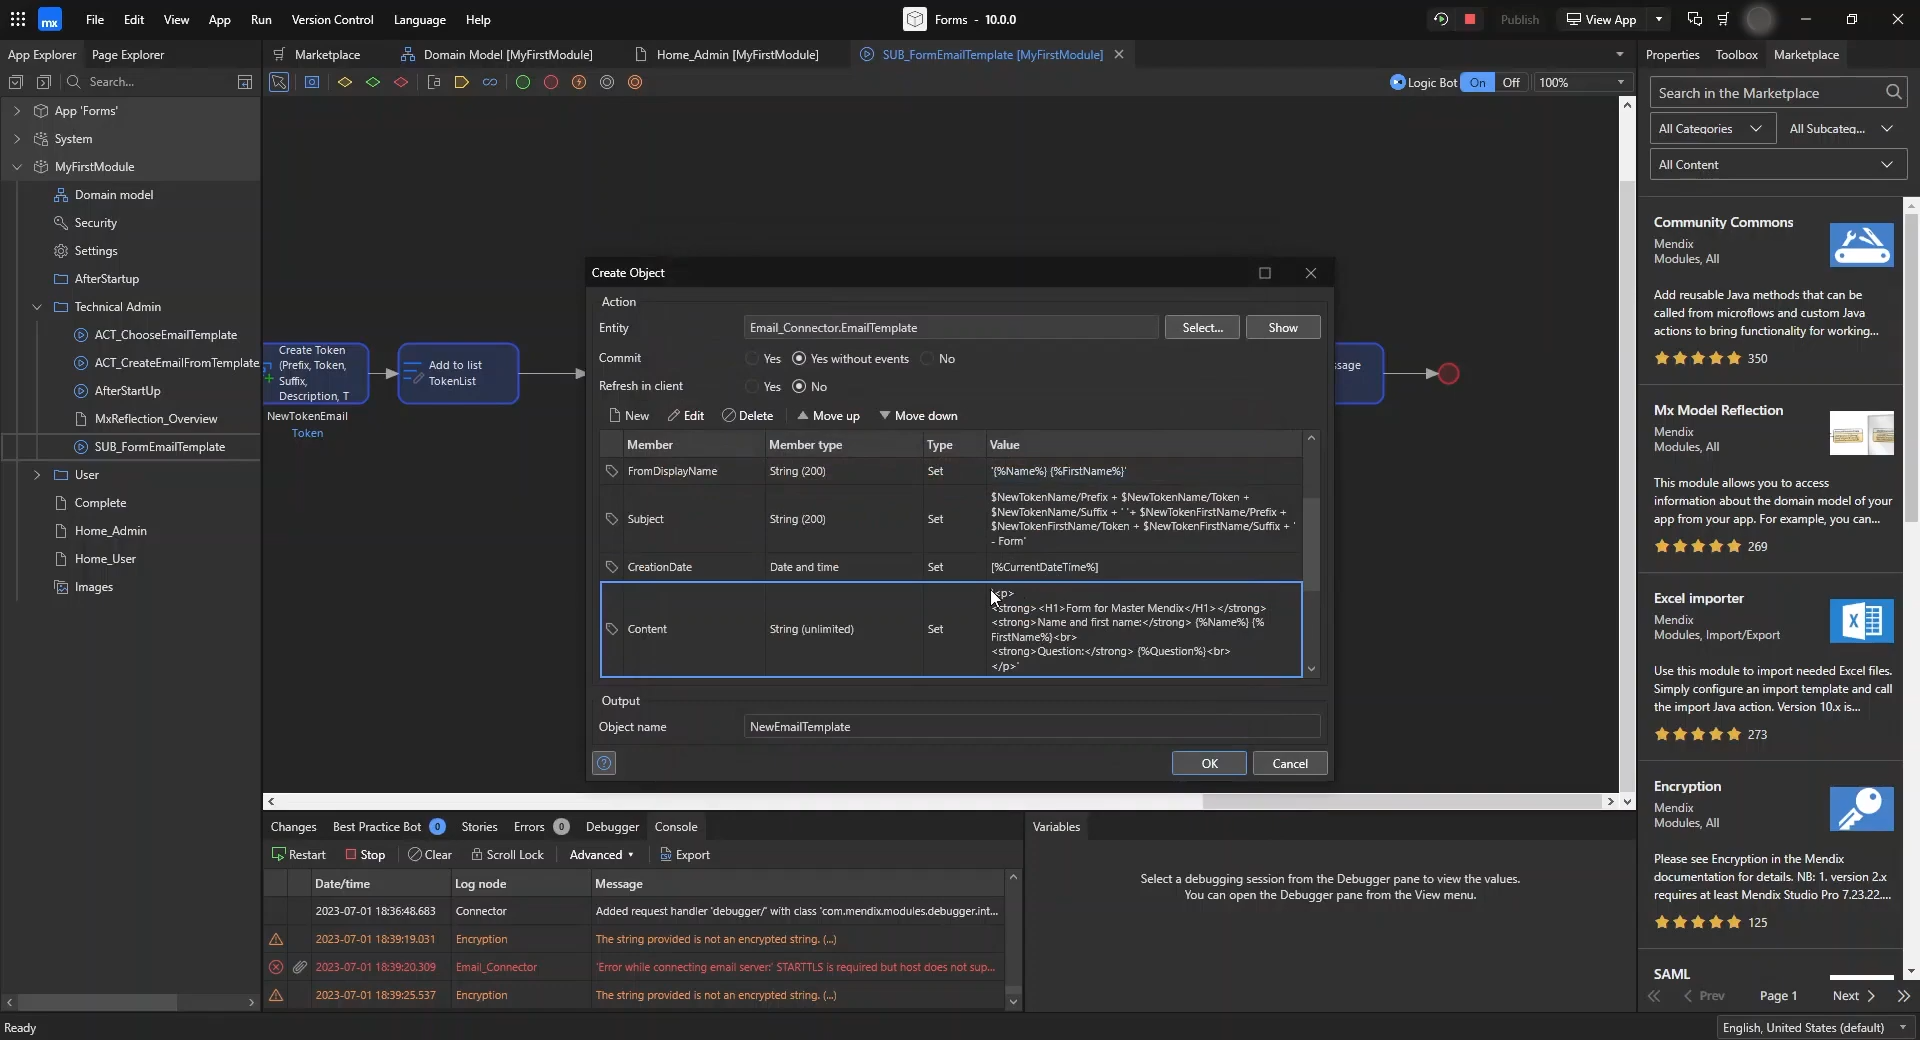 mx
File
Edit
View
App
Run
Version Control
Language
Help
Forms - 10.0.0
Publish
View App
App Explorer
Page Explorer
Marketplace
Domain Model [MyFirstModule]
Home_Admin [MyFirstModule]
SUB_FormEmailTemplate [MyFirstModule]
Properties
Toolbox
Marketplace
Search...
Logic Bot
On
Off
100%
Search in the Marketplace
All Categories
All Subcateg...
All Content
App 'Forms'
System
MyFirstModule
Domain model
Security
Settings
AfterStartup
Technical Admin
ACT_ChooseEmailTemplate
ACT_CreateEmailFromTemplate
AfterStartUp
MxReflection_Overview
SUB_FormEmailTemplate
User
Complete
Home_Admin
Home_User
Images
Create Token
(Prefix, Token,
Suffix,
Description, T
NewTokenEmail
Token
Add to list
TokenList
ssage
Create Object
Action
Entity
Email_Connector.EmailTemplate
Select...
Show
Commit
Yes
Yes without events
No
Refresh in client
Yes
No
New
Edit
Delete
Move up
Move down
Member
Member type
Type
Value
FromDisplayName
String (200)
Set
'{%Name%} {%FirstName%}'
Subject
String (200)
Set
$NewTokenName/Prefix + $NewTokenName/Token +
$NewTokenName/Suffix + ' '+ $NewTokenFirstName/Prefix +
$NewTokenFirstName/Token + $NewTokenFirstName/Suffix + '
- Form'
CreationDate
Date and time
Set
[%CurrentDateTime%]
Content
String (unlimited)
Set
<p>
<strong><H1>Form for Master Mendix</H1></strong>
<strong>Name and first name:</strong> {%Name%} {%
FirstName%}<br>
<strong>Question:</strong> {%Question%}<br>
</p>'
Output
Object name
NewEmailTemplate
OK
Cancel
Community Commons
Mendix
Modules, All
Add reusable Java methods that can be
called from microflows and custom Java
actions to bring functionality for working...
350
Mx Model Reflection
Mendix
Modules, All
This module allows you to access
information about the domain model of your
app from your app. For example, you can...
269
Excel importer
Mendix
Modules, Import/Export
Use this module to import needed Excel files.
Simply configure an import template and call
the import Java action. Version 10.x is...
273
Encryption
Mendix
Modules, All
Please see Encryption in the Mendix
documentation for details. NB: 1. version 2.x
requires at least Mendix Studio Pro 7.23.22....
125
SAML
Prev
Page 1
Next
Changes
Best Practice Bot
0
Stories
Errors
0
Debugger
Console
Restart
Stop
Clear
Scroll Lock
Advanced
Export
Date/time
Log node
Message
2023-07-01 18:36:48.683
Connector
Added request handler 'debugger/' with class 'com.mendix.modules.debugger.int...
2023-07-01 18:39:19.031
Encryption
The string provided is not an encrypted string. (...)
2023-07-01 18:39:20.309
Email_Connector
'Error while connecting email server:' STARTTLS is required but host does not sup...
2023-07-01 18:39:25.537
Encryption
The string provided is not an encrypted string. (...)
Variables
Select a debugging session from the Debugger pane to view the values.
You can open the Debugger pane from the View menu.
Ready
English, United States (default)